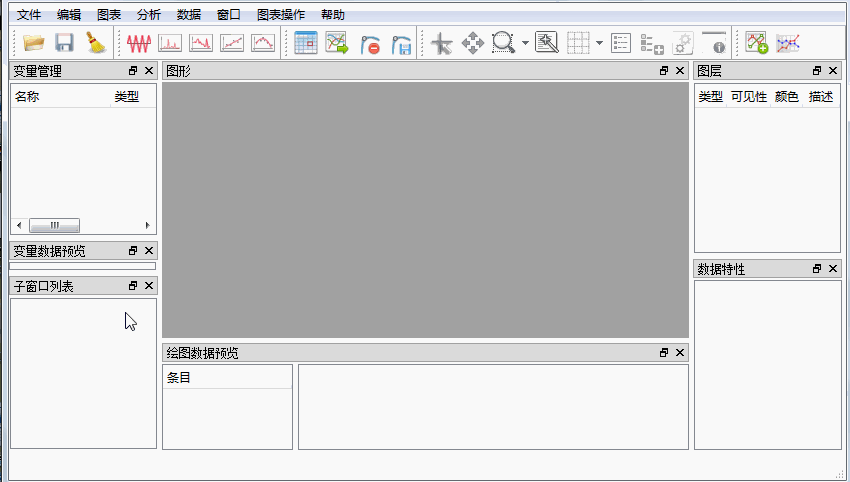 文件 编辑 图表 分析 数据 窗口 图表操作 帮助
变量管理
名称 类型
变量数据预览
子窗口列表
图形
绘图数据预览
条目
图层
类型 可见性 颜色 描述
数据特性